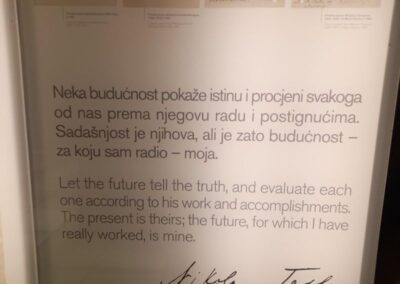 Neka budućnost pokaže istinu i procjeni svakoga
od nas prema njegovu radu i postignućima.
Sadašnjost je njihova, ali je zato budućnost –
za koju sam radio – moja.
Let the future tell the truth, and evaluate each
one according to his work and accomplishments.
The present is theirs; the future, for which I have
really worked, is mine.
Nikola Tesla